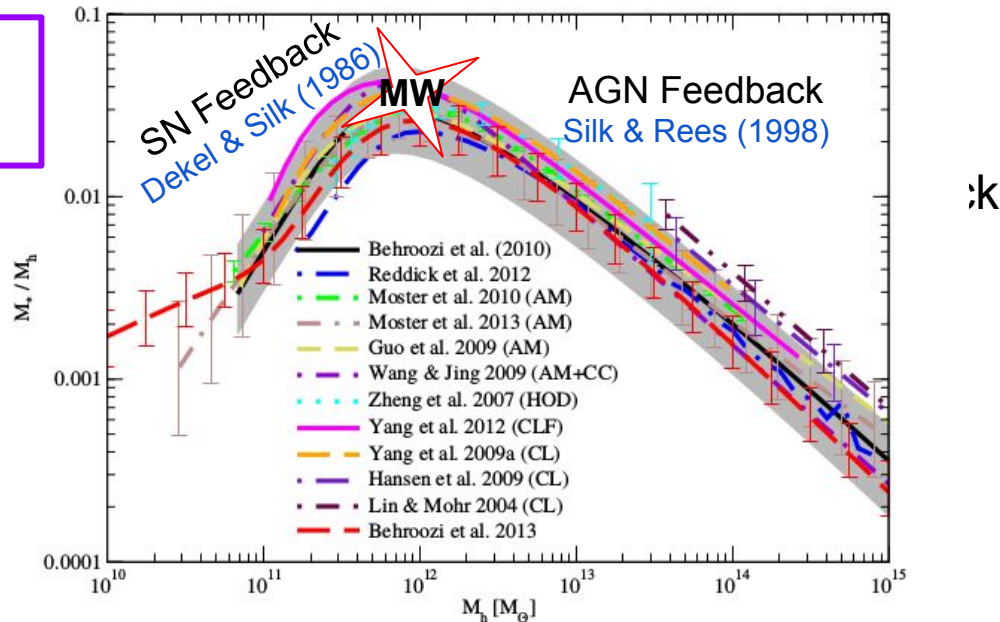 0.1
SN Feedback
Dekel & Silk (1986)
MW
AGN Feedback
Silk & Rees (1998)
ck
0.01
M* / Mh
Behroozi et al. (2010)
Reddick et al. 2012
Moster et al. 2010 (AM)
Moster et al. 2013 (AM)
Guo et al. 2009 (AM)
Wang & Jing 2009 (AM+CC)
Zheng et al. 2007 (HOD)
Yang et al. 2012 (CLF)
Yang et al. 2009a (CL)
Hansen et al. 2009 (CL)
Lin & Mohr 2004 (CL)
Behroozi et al. 2013
0.001
0.0001
10^10 10^11 10^12 10^13 10^14 10^15
Mh [M⊙]